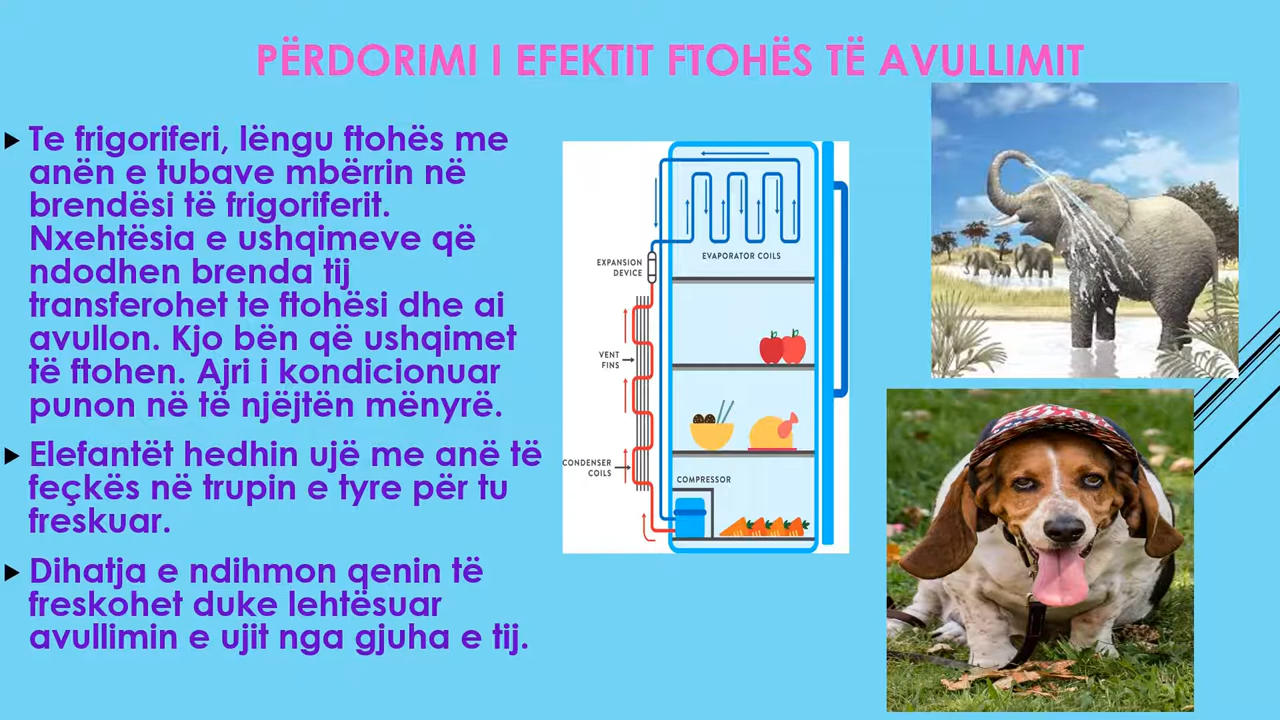 PËRDORIMI I EFEKTIT FTOHËS TË AVULLIMIT
Te frigoriferi, lëngu ftohës me
anën e tubave mbërrin në
brendësi të frigoriferit.
Nxehtësia e ushqimeve që
ndodhen brenda tij
transferohet te ftohësi dhe ai
avullon. Kjo bën që ushqimet
të ftohen. Ajri i kondicionuar
punon në të njëjtën mënyrë.
Elefantët hedhin ujë me anë të
feçkës në trupin e tyre për tu
freskuar.
Dihatja e ndihmon qenin të
freskohet duke lehtësuar
avullimin e ujit nga gjuha e tij.
EVAPORATOR COILS
EXPANSION
DEVICE
VENT
FINS
CONDENSER
COILS
COMPRESSOR